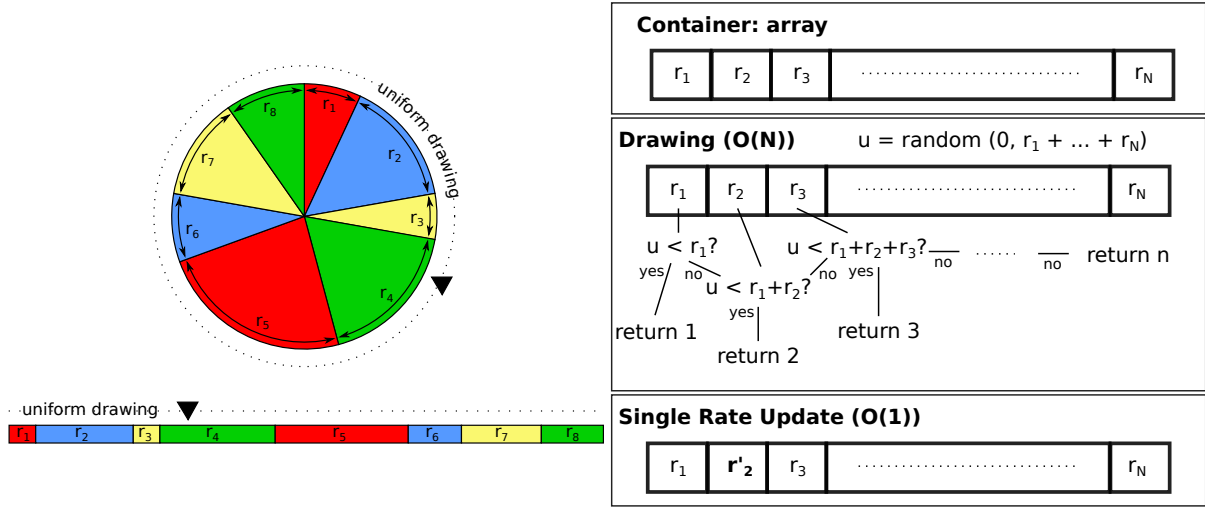 uniform drawing
r1
r2
r3
r4
r5
r6
r7
r8
uniform drawing
r1 r2 r3 r4 r5 r6 r7 r8
Container: array
r1 r2 r3 rN
Drawing (O(N)) u = random (0, r1 + ... + rN)
r1 r2 r3 rN
u < r1? u < r1+r2+r3? no no return n
yes no no yes
u < r1+r2?
yes
return 1 return 3
return 2
Single Rate Update (O(1))
r1 r'2 r3 rN